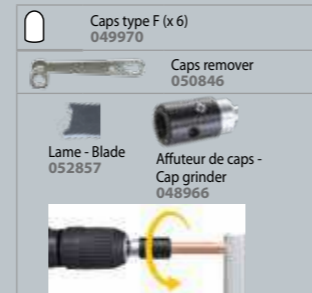 Caps type F (x 6)
049970
Caps remover
050846
Lame - Blade
052857
Affuteur de caps -
Cap grinder
048966